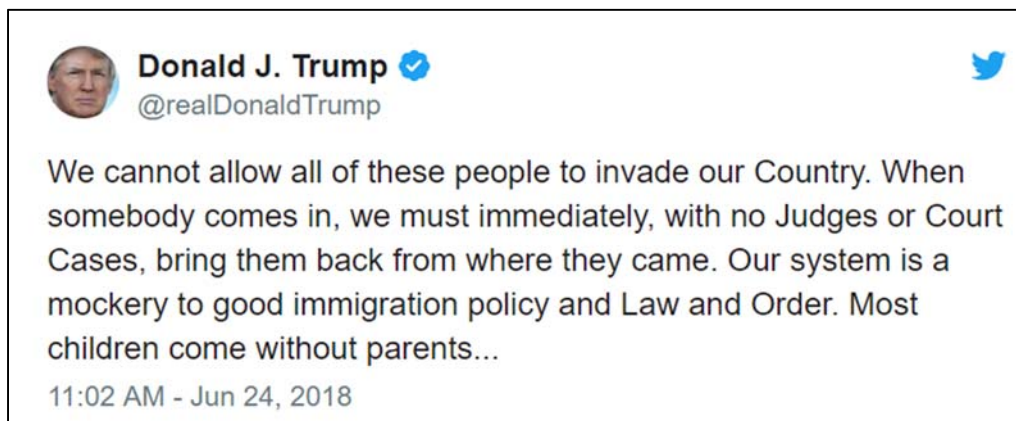 Donald J. Trump
@realDonaldTrump
We cannot allow all of these people to invade our Country. When
somebody comes in, we must immediately, with no Judges or Court
Cases, bring them back from where they came. Our system is a
mockery to good immigration policy and Law and Order. Most
children come without parents...
11:02 AM - Jun 24, 2018